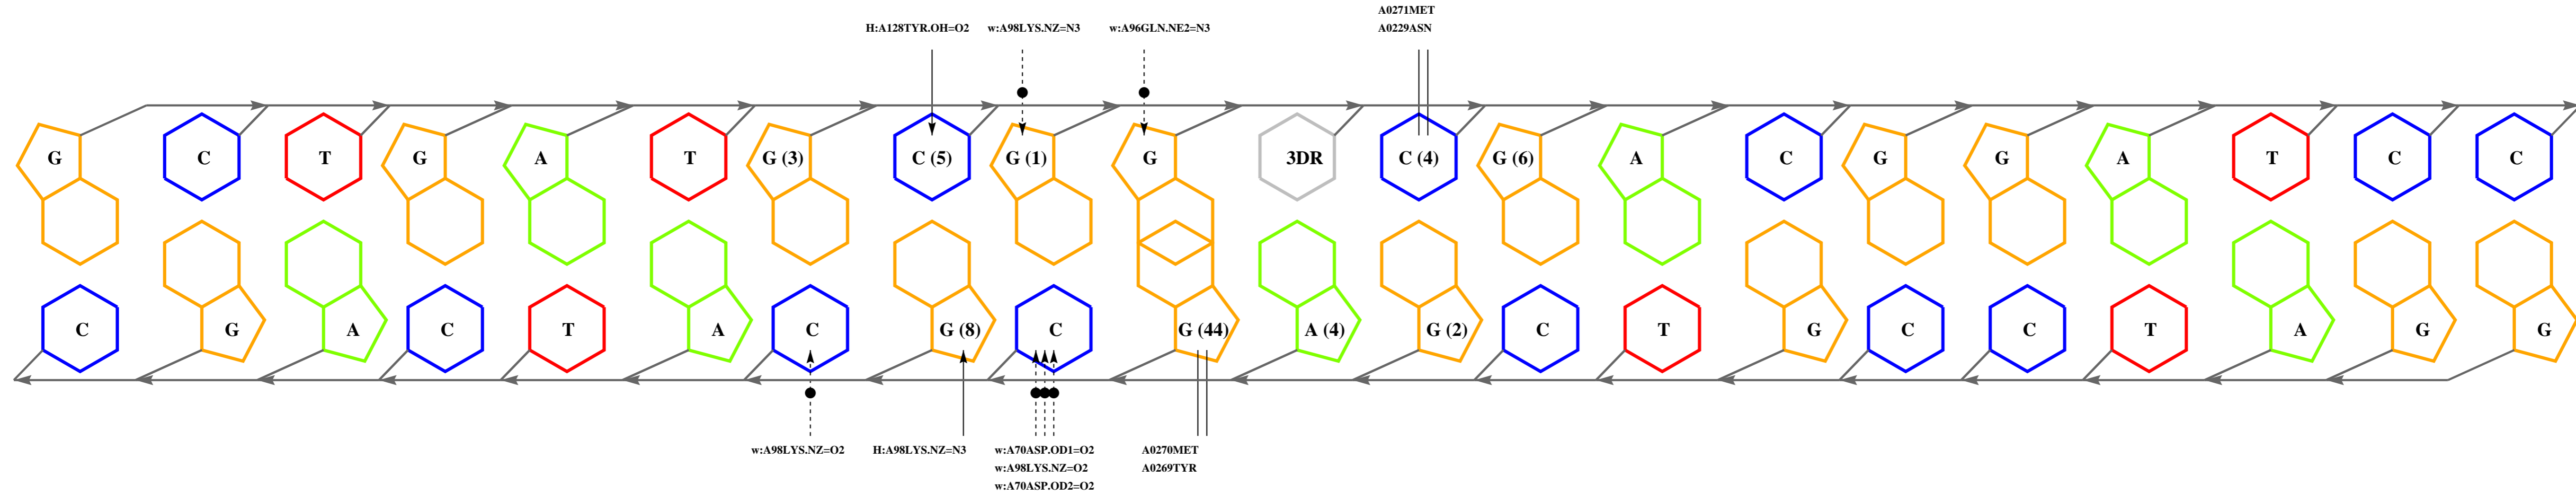 A0271MET
H:A128TYR.OH=O2 w:A98LYS.NZ=N3 w:A96GLN.NE2=N3 A0229ASN
G C T G A T G (3) C (5) G (1) G 3DR C (4) G (6) A C G G A T C C
C G A C T A C G (8) C G (44) A (4) G (2) C T G C C T A G G
w:A98LYS.NZ=O2 H:A98LYS.NZ=N3 w:A70ASP.OD1=O2 A0270MET
w:A98LYS.NZ=O2 A0269TYR
w:A70ASP.OD2=O2